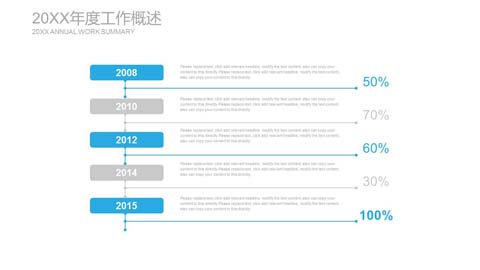 20XX年度工作概述
20XX ANNUAL WORK SUMMARY
2008
Please replace text, click add relevant headline, modify the text content, also can copy your content to this directly. Please replace text, click add relevant headline, modify the text content, also can copy your content to this directly.
50%
2010
Please replace text, click add relevant headline, modify the text content, also can copy your content to this directly. Please replace text, click add relevant headline, modify the text content, also can copy your content to this directly.
70%
2012
Please replace text, click add relevant headline, modify the text content, also can copy your content to this directly. Please replace text, click add relevant headline, modify the text content, also can copy your content to this directly.
60%
2014
Please replace text, click add relevant headline, modify the text content, also can copy your content to this directly. Please replace text, click add relevant headline, modify the text content, also can copy your content to this directly.
30%
2015
Please replace text, click add relevant headline, modify the text content, also can copy your content to this directly. Please replace text, click add relevant headline, modify the text content, also can copy your content to this directly.
100%